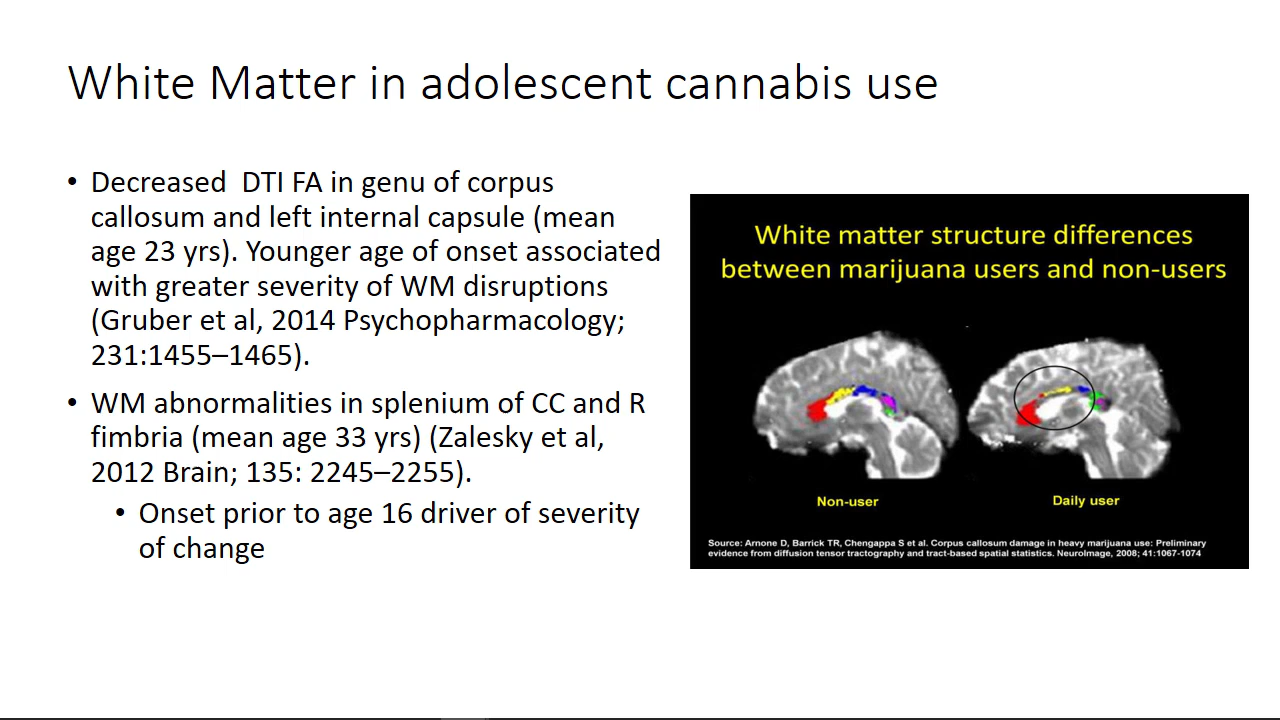 White Matter in adolescent cannabis use
• Decreased  DTI FA in genu of corpus
callosum and left internal capsule (mean
age 23 yrs). Younger age of onset associated
with greater severity of WM disruptions
(Gruber et al, 2014 Psychopharmacology;
231:1455–1465).
• WM abnormalities in splenium of CC and R
fimbria (mean age 33 yrs) (Zalesky et al,
2012 Brain; 135: 2245–2255).
• Onset prior to age 16 driver of severity
of change
White matter structure differences
between marijuana users and non-users
Non-user
Daily user
Source: Arnone D, Barrick TR, Chengappa S et al. Corpus callosum damage in heavy marijuana use: Preliminary
evidence from diffusion tensor tractography and tract-based spatial statistics. NeuroImage, 2008; 41:1067-1074